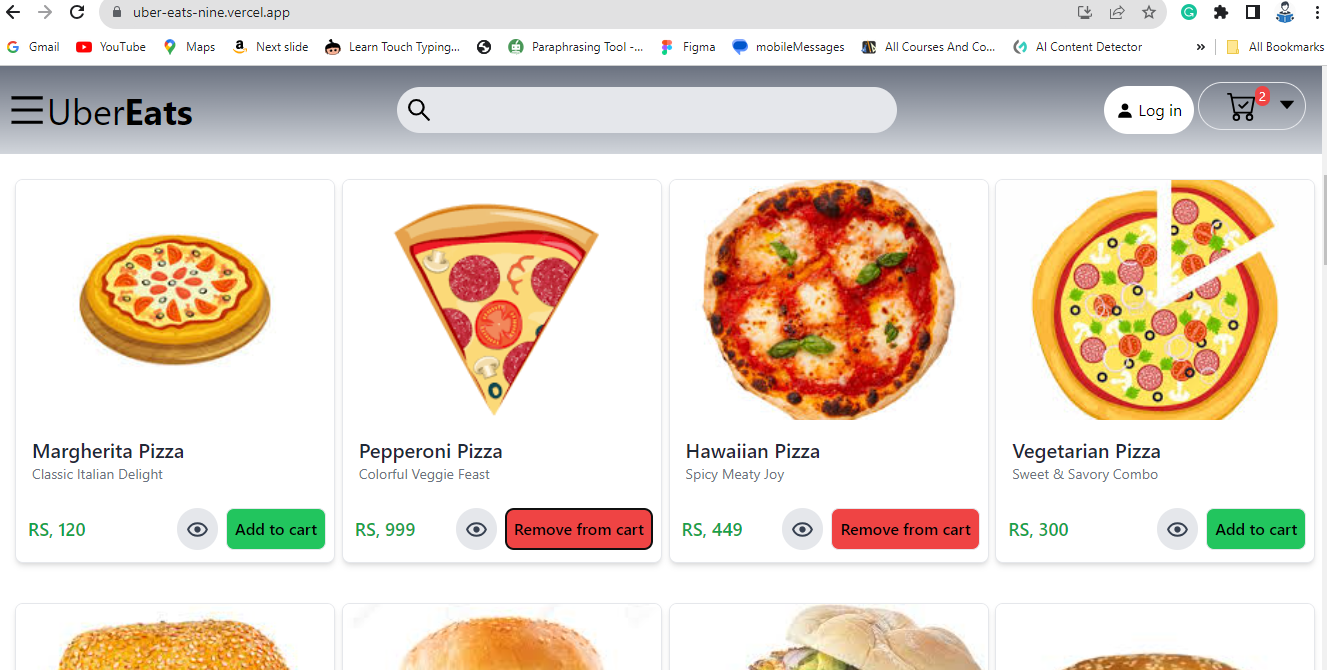 uber-eats-nine.vercel.app
Gmail YouTube Maps Next slide Learn Touch Typing... Paraphrasing Tool -... Figma mobileMessages All Courses And Co... AI Content Detector » All Bookmarks
UberEats Log in 2
Margherita Pizza
Classic Italian Delight
RS, 120 Add to cart
Pepperoni Pizza
Colorful Veggie Feast
RS, 999 Remove from cart
Hawaiian Pizza
Spicy Meaty Joy
RS, 449 Remove from cart
Vegetarian Pizza
Sweet & Savory Combo
RS, 300 Add to cart